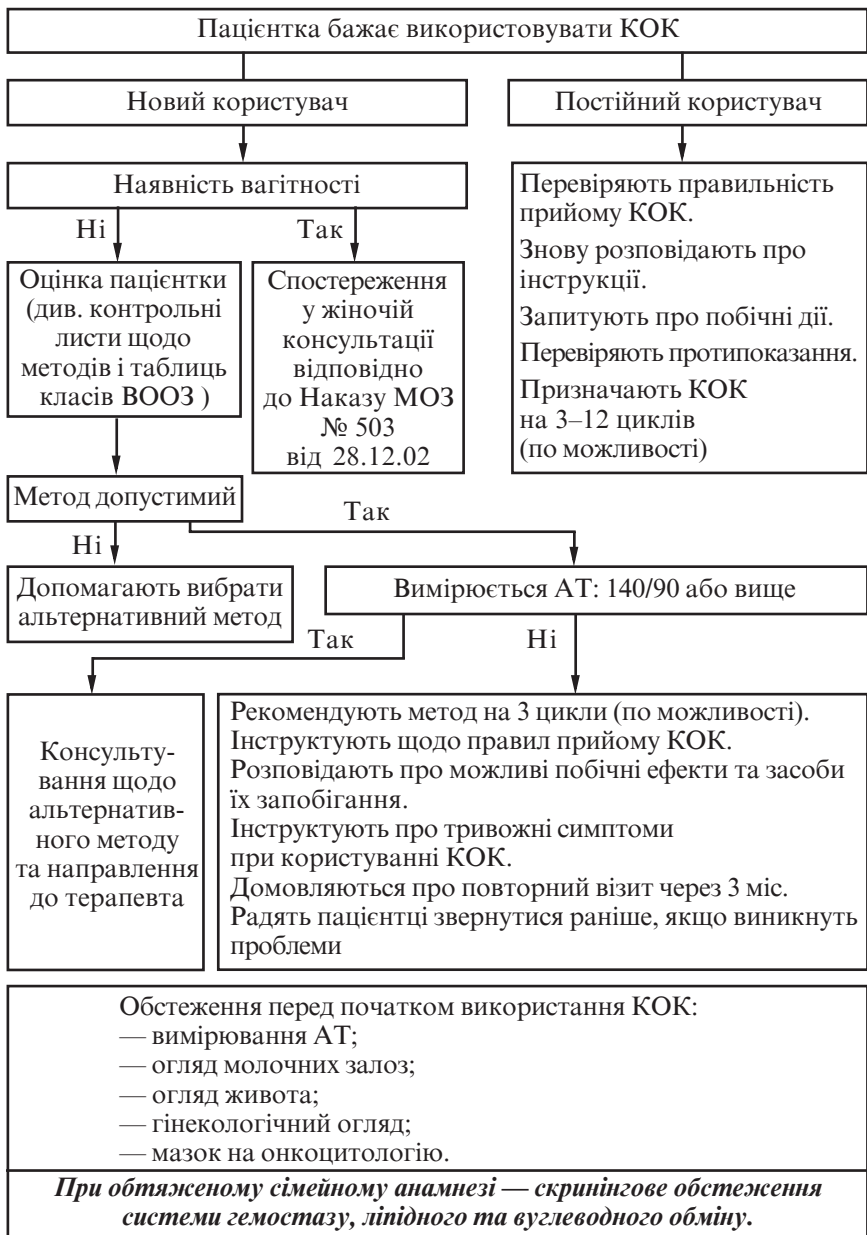 Пацієнтка бажає використовувати КОК
Новий користувач
Постійний користувач
Наявність вагітності
Ні
Так
Оцінка пацієнтки
(див. контрольні
листи щодо
методів і таблиць
класів ВООЗ )
Спостереження
у жіночій
консультації
відповідно
до Наказу МОЗ
№ 503
від 28.12.02
Перевіряють правильність
прийому КОК.
Знову розповідають про
інструкції.
Запитують про побічні дії.
Перевіряють протипоказання.
Призначають КОК
на 3–12 циклів
(по можливості)
Метод допустимий
Ні
Так
Допомагають вибрати
альтернативний метод
Вимірюється АТ: 140/90 або вище
Так
Ні
Консульту-
вання щодо
альтернатив-
ного методу
та направлення
до терапевта
Рекомендують метод на 3 цикли (по можливості).
Інструктують щодо правил прийому КОК.
Розповідають про можливі побічні ефекти та засоби
їх запобігання.
Інструктують про тривожні симптоми
при користуванні КОК.
Домовляються про повторний візит через 3 міс.
Радять пацієнтці звернутися раніше, якщо виникнуть
проблеми
Обстеження перед початком використання КОК:
— вимірювання АТ;
— огляд молочних залоз;
— огляд живота;
— гінекологічний огляд;
— мазок на онкоцитологію.
При обтяженому сімейному анамнезі — скринінгове обстеження
системи гемостазу, ліпідного та вуглеводного обміну.